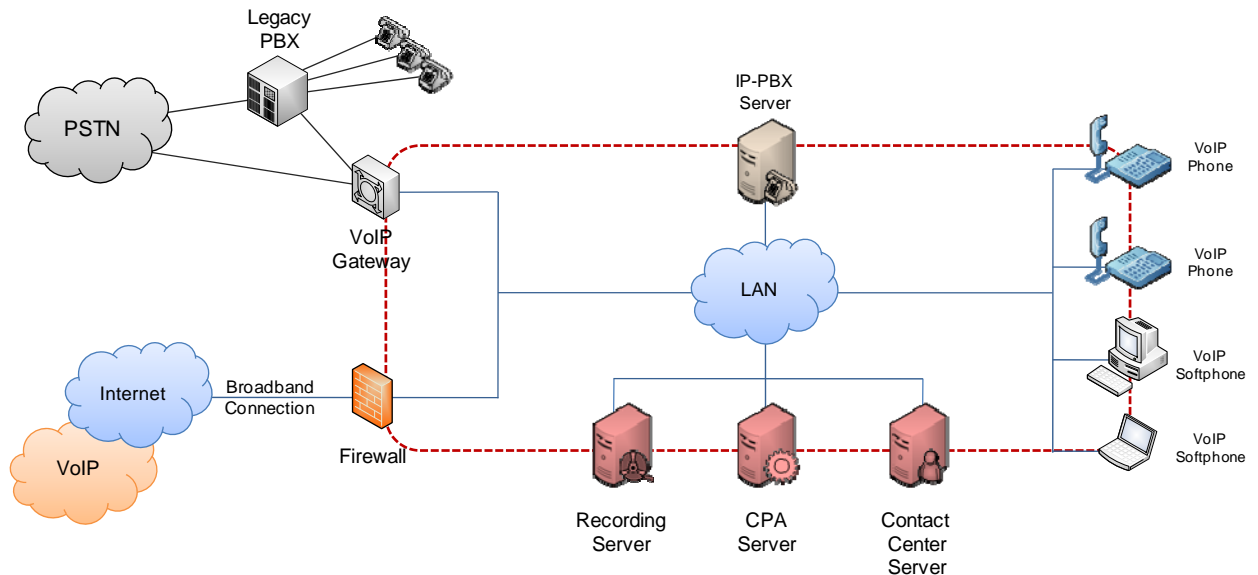 Legacy
PBX
PSTN
IP-PBX
Server
VoIP
Phone
VoIP
Gateway
VoIP
Phone
LAN
Internet
Broadband
Connection
VoIP
Softphone
VoIP
Firewall
VoIP
Softphone
Recording
Server
CPA
Server
Contact
Center
Server